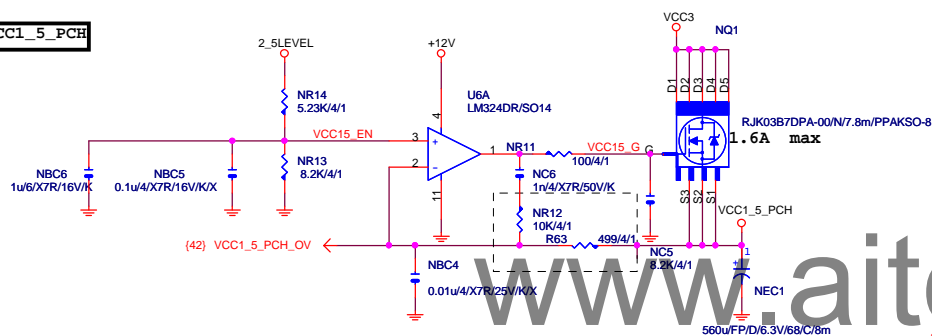 CC1_5_PCH
VCC3
NQ1
2_5LEVEL
+12V
D1
D2
D3
D4
D5
NR14
5.23K/4/1
U6A
LM324DR/SO14
RJK03B7DPA-00/N/7.8m/PPAKSO-8
1.6A max
VCC15_EN
3
4
+
1
NR11
VCC15_G
G
100/4/1
2
-
11
NBC6
1u/6/X7R/16V/K
NBC5
0.1u/4/X7R/16V/K/X
NR13
8.2K/4/1
NC6
1n/4/X7R/50V/K
S3
S2
S1
NR12
10K/4/1
VCC1_5_PCH
{42} VCC1_5_PCH_OV
R63
499/4/1
NC5
8.2K/4/1
1
+
NBC4
0.01u/4/X7R/25V/K/X
NEC1
560u/FP/D/6.3V/68/C/8m
www.ait